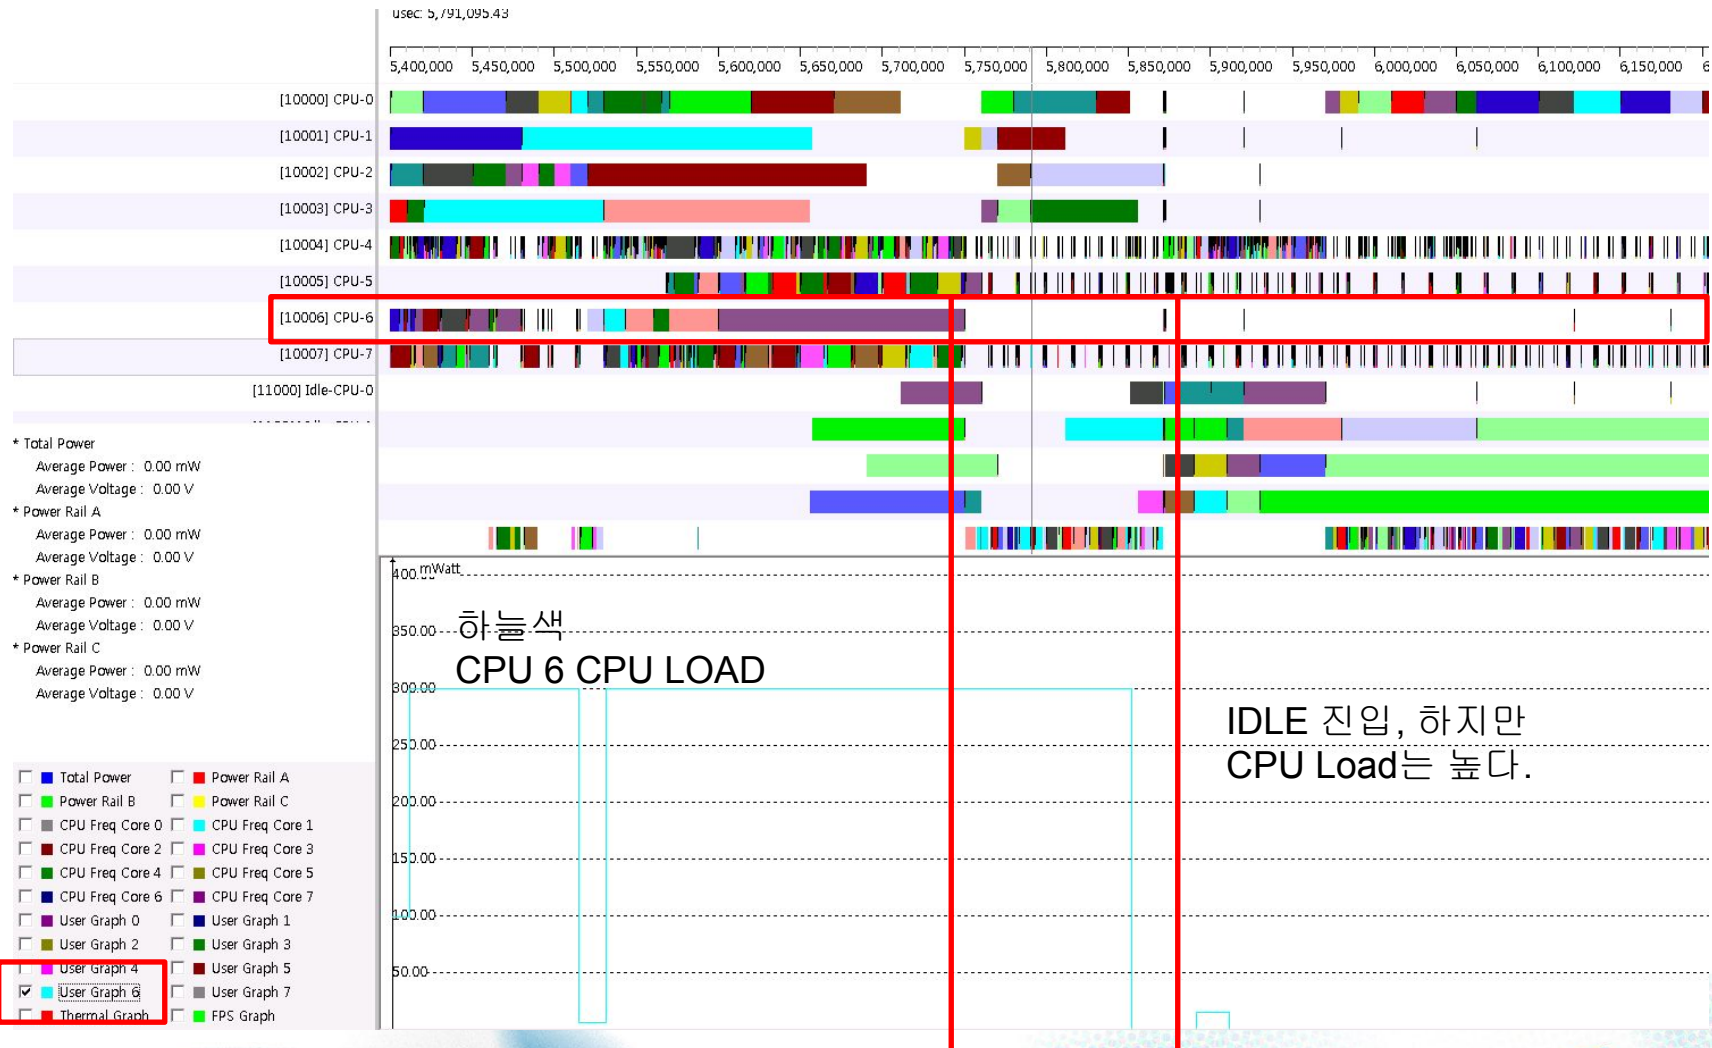 usec: 5,791,095.43
5,400,000 5,450,000 5,500,000 5,550,000 5,600,000 5,650,000 5,700,000 5,750,000 5,800,000 5,850,000 5,900,000 5,950,000 6,000,000 6,050,000 6,100,000 6,150,000
[10000] CPU-0
[10001] CPU-1
[10002] CPU-2
[10003] CPU-3
[10004] CPU-4
[10005] CPU-5
[10006] CPU-6
[10007] CPU-7
[11000] Idle-CPU-0
* Total Power
Average Power : 0.00 mW
Average Voltage : 0.00 V
* Power Rail A
Average Power : 0.00 mW
Average Voltage : 0.00 V
* Power Rail B
Average Power : 0.00 mW
Average Voltage : 0.00 V
* Power Rail C
Average Power : 0.00 mW
Average Voltage : 0.00 V
mWatt
350.00
300.00
250.00
200.00
150.00
100.00
50.00
하늘색
CPU 6 CPU LOAD
IDLE 진입, 하지만
CPU Load는 높다.
Total Power Power Rail A
Power Rail B Power Rail C
CPU Freq Core 0 CPU Freq Core 1
CPU Freq Core 2 CPU Freq Core 3
CPU Freq Core 4 CPU Freq Core 5
CPU Freq Core 6 CPU Freq Core 7
User Graph 0 User Graph 1
User Graph 2 User Graph 3
User Graph 4 User Graph 5
User Graph 6 User Graph 7
Thermal Graph FPS Graph